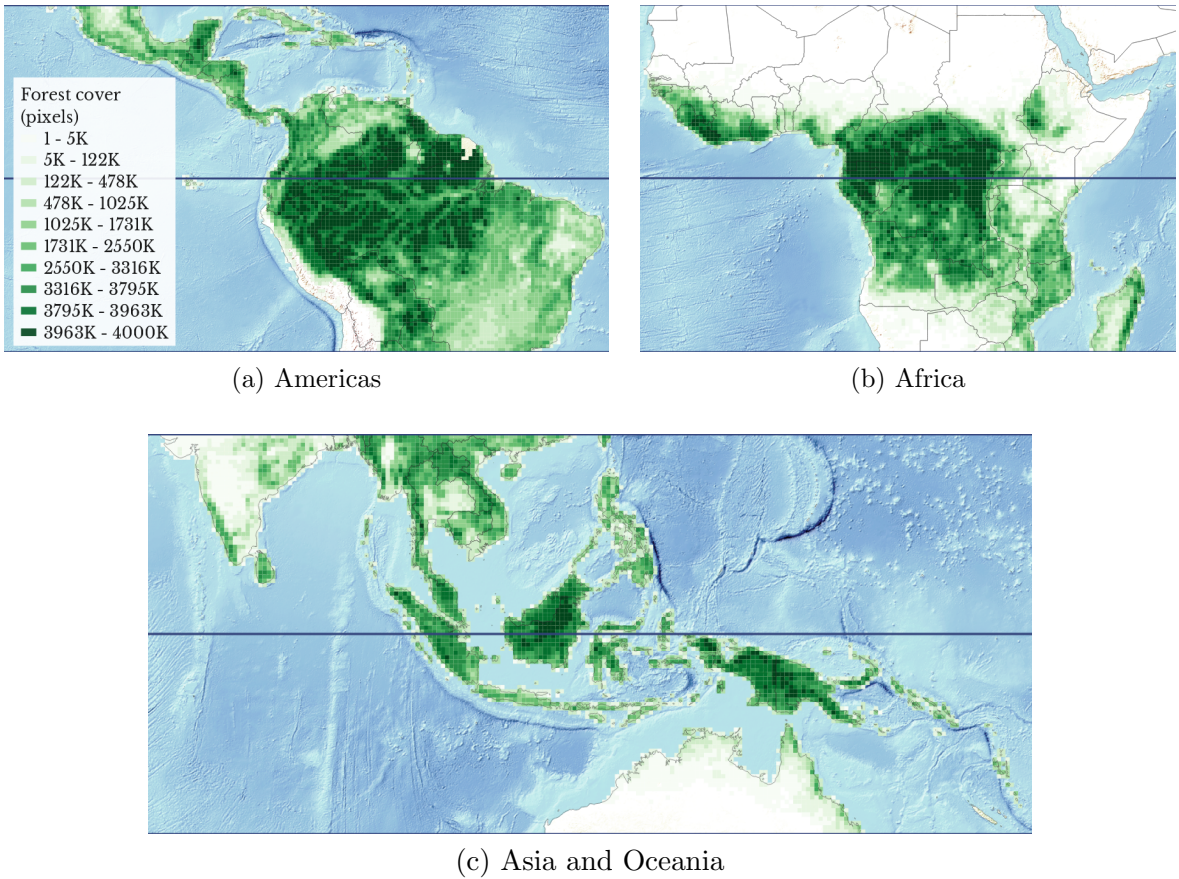 Forest cover
(pixels)
1 - 5K
5K - 122K
122K - 478K
478K - 1025K
1025K - 1731K
1731K - 2550K
2550K - 3316K
3316K - 3795K
3795K - 3963K
3963K - 4000K
(a) Americas
(b) Africa
(c) Asia and Oceania